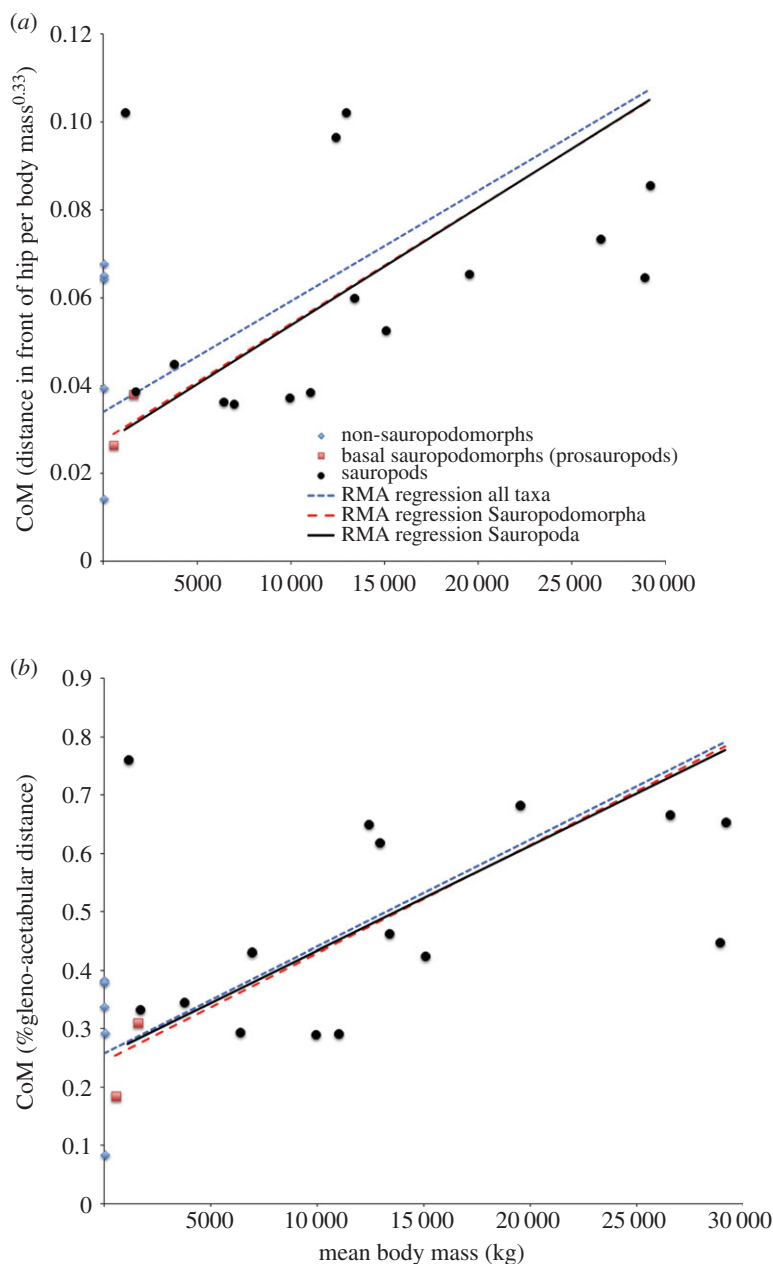 (a)
0.12
0.10
0.08
0.06
0.04
0.02
0
CoM (distance in front of hip per body mass^0.33)
non-sauropodomorphs
basal sauropodomorphs (prosauropods)
sauropods
RMA regression all taxa
RMA regression Sauropodomorpha
RMA regression Sauropoda
5000 10 000 15 000 20 000 25 000 30 000
(b)
0.9
0.8
0.7
0.6
0.5
0.4
0.3
0.2
0.1
0
CoM (%gleno-acetabular distance)
5000 10 000 15 000 20 000 25 000 30 000
mean body mass (kg)